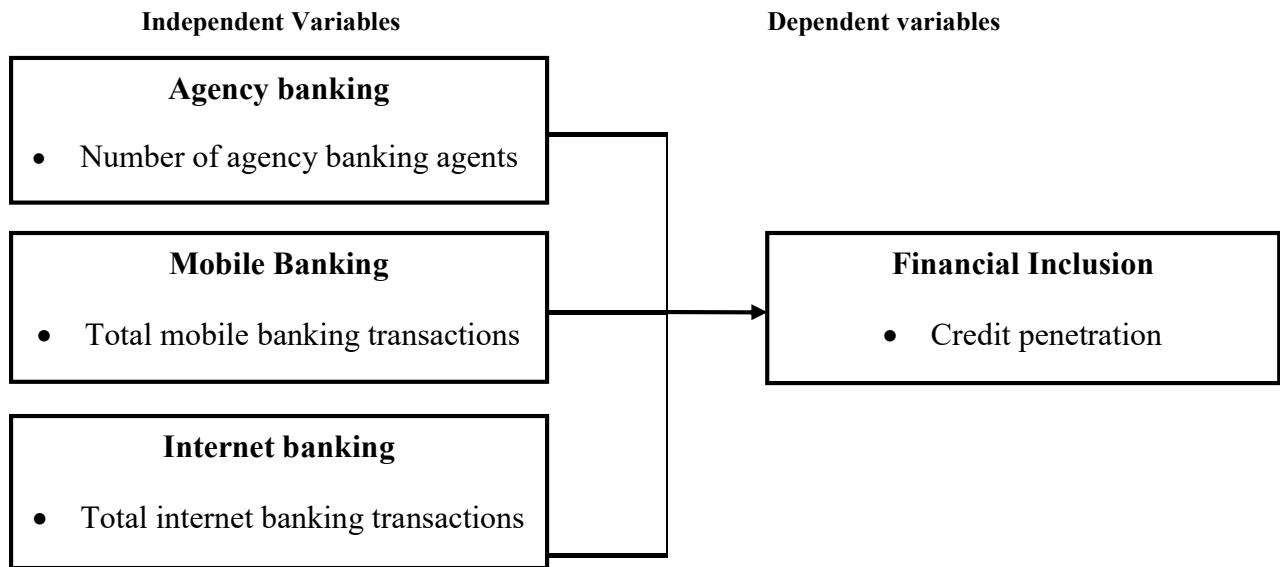 Independent Variables
Dependent variables
Agency banking
• Number of agency banking agents
Mobile Banking
• Total mobile banking transactions
Internet banking
• Total internet banking transactions
Financial Inclusion
• Credit penetration